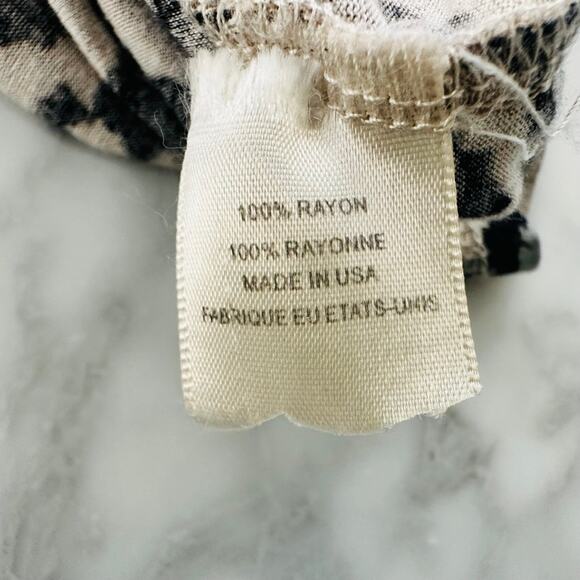 100% RAYON
100% RAYONNE
MADE IN USA
FABRIQUE EU ETATS-UNIS